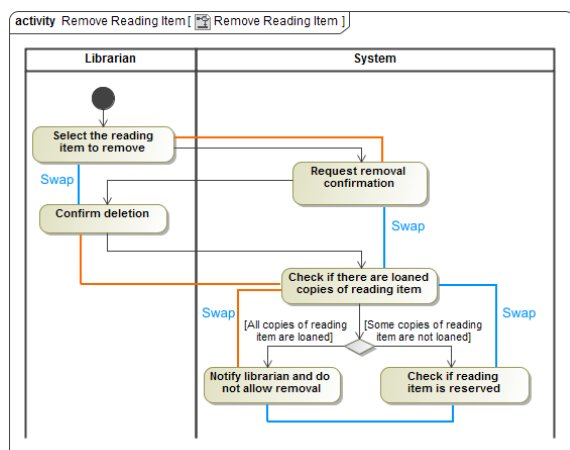 activity Remove Reading Item [ Remove Reading Item ]
Librarian
System
Select the reading
item to remove
Request removal
confirmation
Swap
Confirm deletion
Swap
Check if there are loaned
copies of reading item
Swap
Swap
[All copies of reading
item are loaned]
[Some copies of reading
item are not loaned]
Notify librarian and do
not allow removal
Check if reading
item is reserved